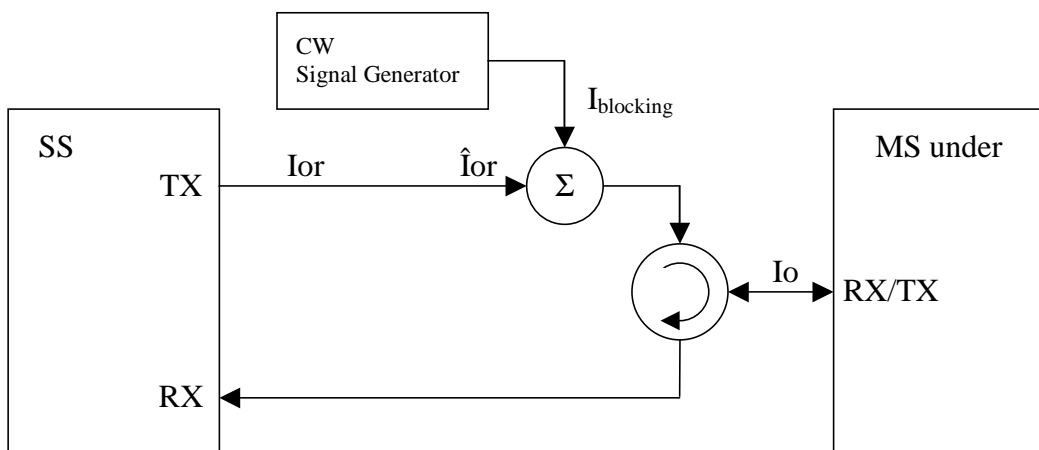 CW
Signal Generator
Iblocking
SS
MS under
TX
Ior
Îor
Σ
Io
RX/TX
RX